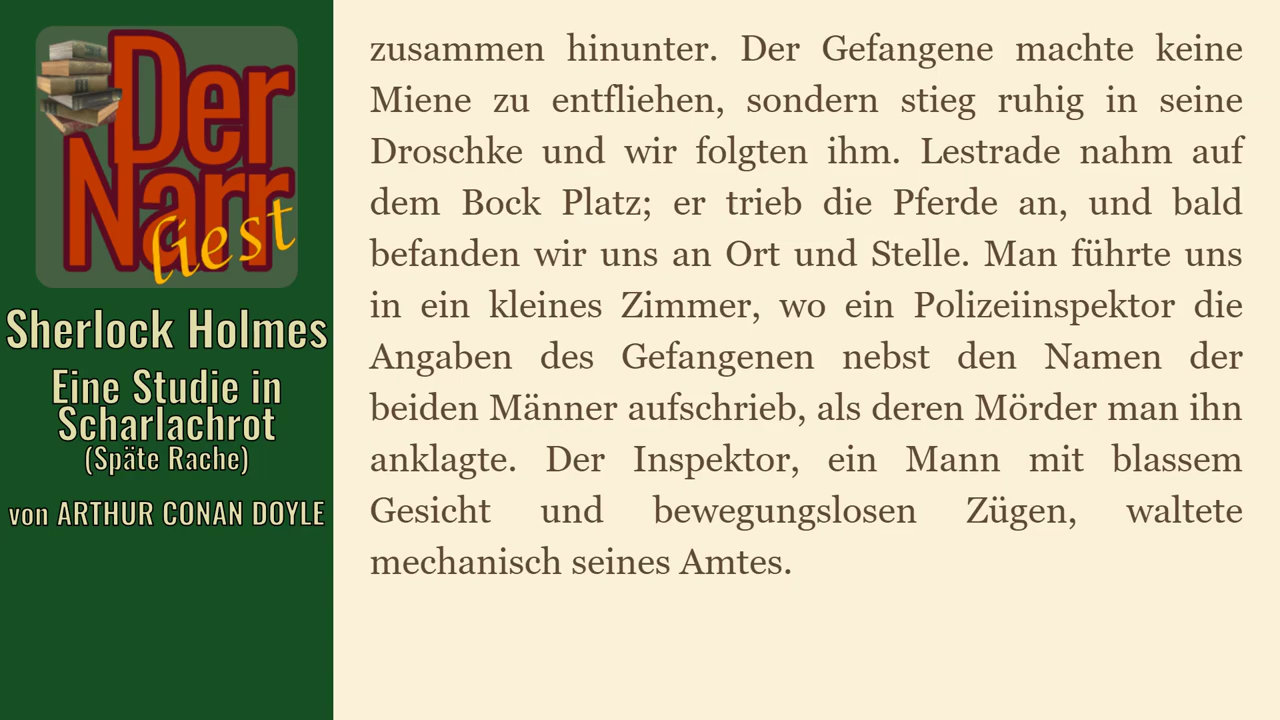 Der
Narr
liest
Sherlock Holmes
Eine Studie in
Scharlachrot
(Späte Rache)
von ARTHUR CONAN DOYLE
zusammen hinunter. Der Gefangene machte keine
Miene zu entfliehen, sondern stieg ruhig in seine
Droschke und wir folgten ihm. Lestrade nahm auf
dem Bock Platz; er trieb die Pferde an, und bald
befanden wir uns an Ort und Stelle. Man führte uns
in ein kleines Zimmer, wo ein Polizeiinspektor die
Angaben des Gefangenen nebst den Namen der
beiden Männer aufschrieb, als deren Mörder man ihn
anklagte. Der Inspektor, ein Mann mit blassem
Gesicht und bewegungslosen Zügen, waltete
mechanisch seines Amtes.